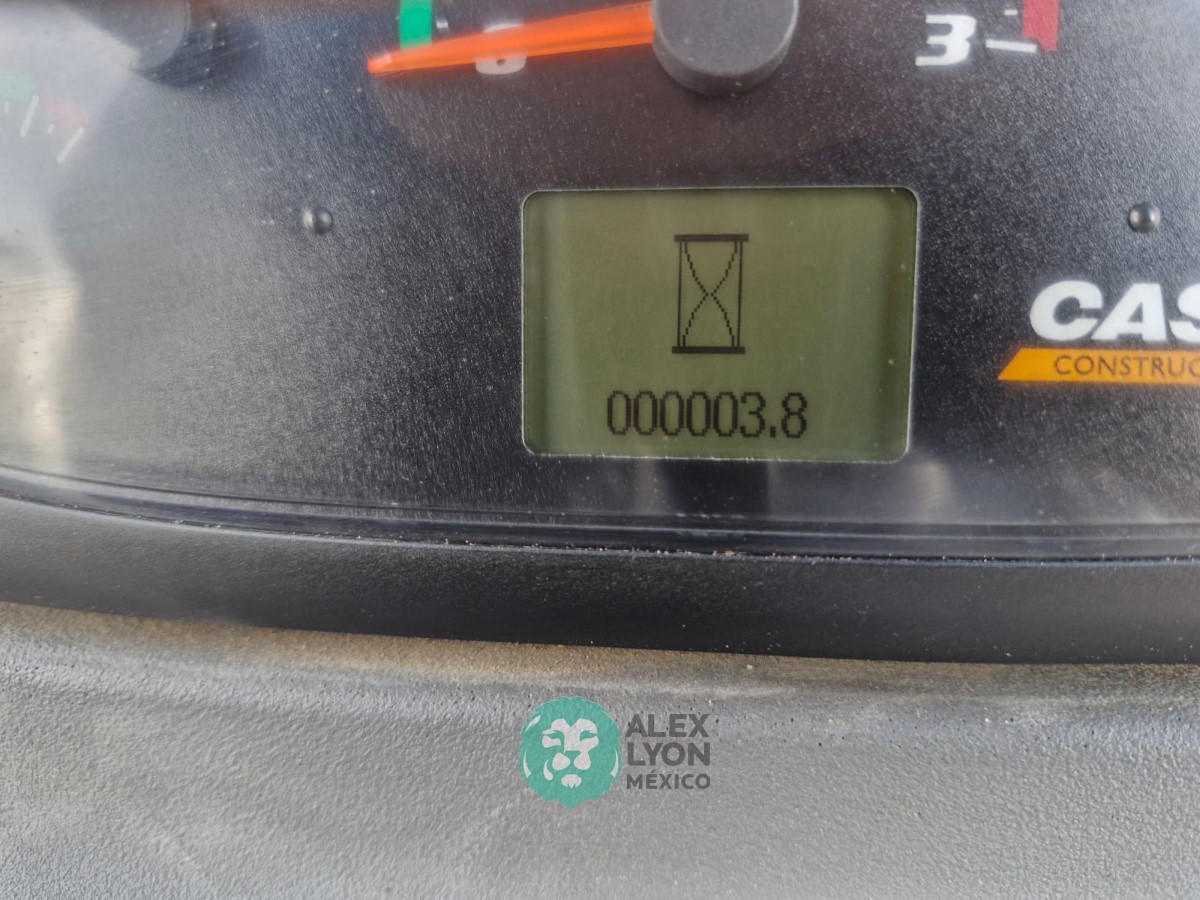 3
000003.8
CAS
CONSTRUC
ALEX
LYON
MÉXICO